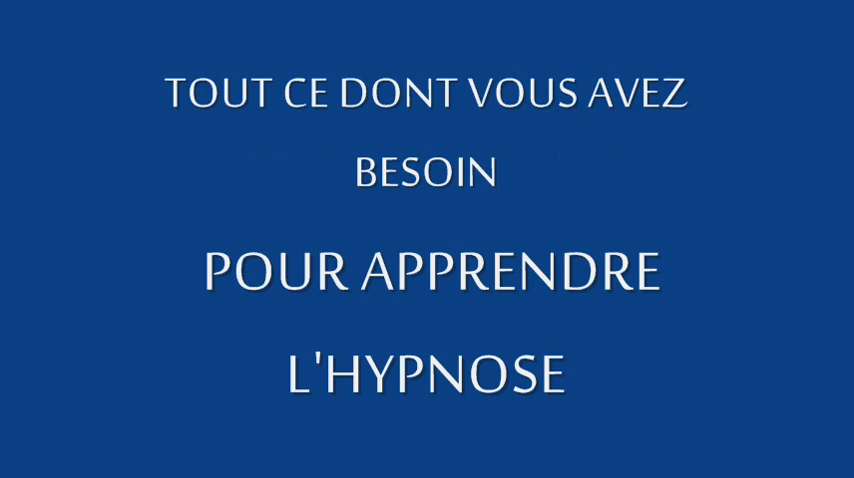 TOUT CE DONT VOUS AVEZ
BESOIN
POUR APPRENDRE
L'HYPNOSE